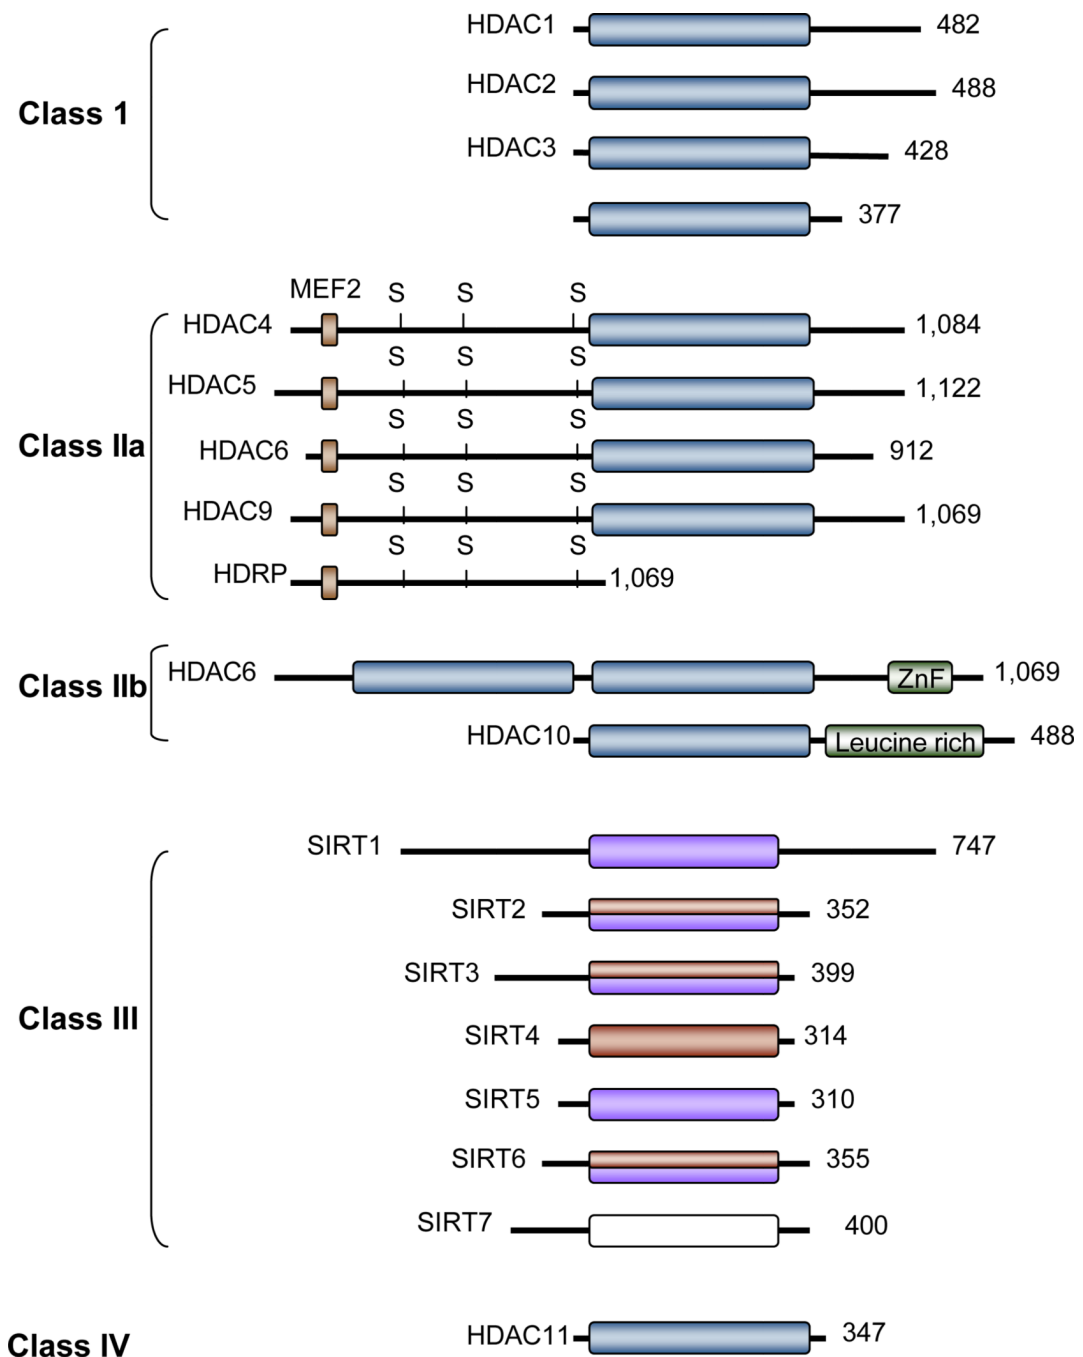 HDAC1 482
HDAC2 488
Class 1
HDAC3 428
377
MEF2 S S S
HDAC4 1,084
S S S
HDAC5 1,122
S S S
Class IIa
HDAC6 912
S S S
HDAC9 1,069
S S S
HDRP 1,069
HDAC6 ZnF 1,069
Class IIb
HDAC10 Leucine rich 488
SIRT1 747
SIRT2 352
SIRT3 399
Class III
SIRT4 314
SIRT5 310
SIRT6 355
SIRT7 400
Class IV HDAC11 347